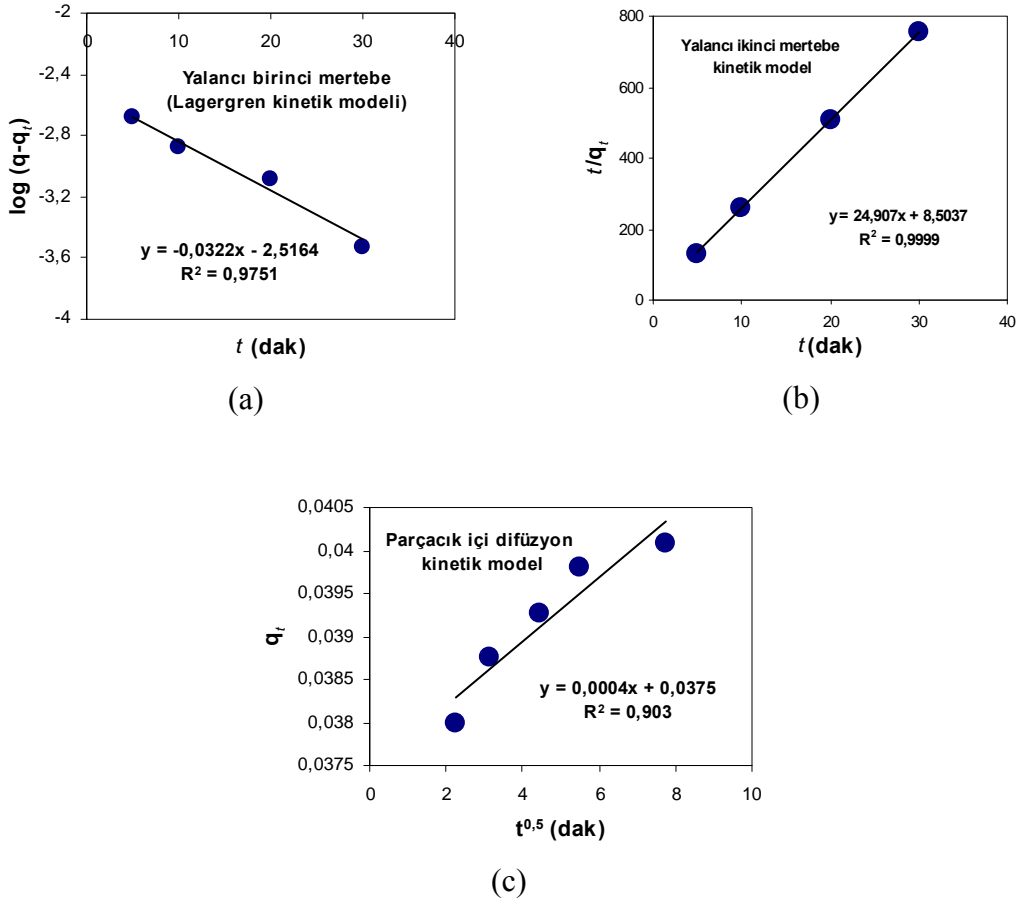 -2
0 10 20 30 40
-2,4
Yalancı birinci mertebe
(Lagergren kinetik modeli)
-2,8
-3,2
-3,6
-4
log (q-qt)
y = -0,0322x - 2,5164
R² = 0,9751
t (dak)
(a)
800
600
400
200
0
t/qt
Yalancı ikinci mertebe
kinetik model
y = 24,907x + 8,5037
R² = 0,9999
0 10 20 30 40
t (dak)
(b)
0,0405
0,04
0,0395
0,039
0,0385
0,038
0,0375
qt
Parçacık içi difüzyon
kinetik model
y = 0,0004x + 0,0375
R² = 0,903
0 2 4 6 8 10
t0,5 (dak)
(c)